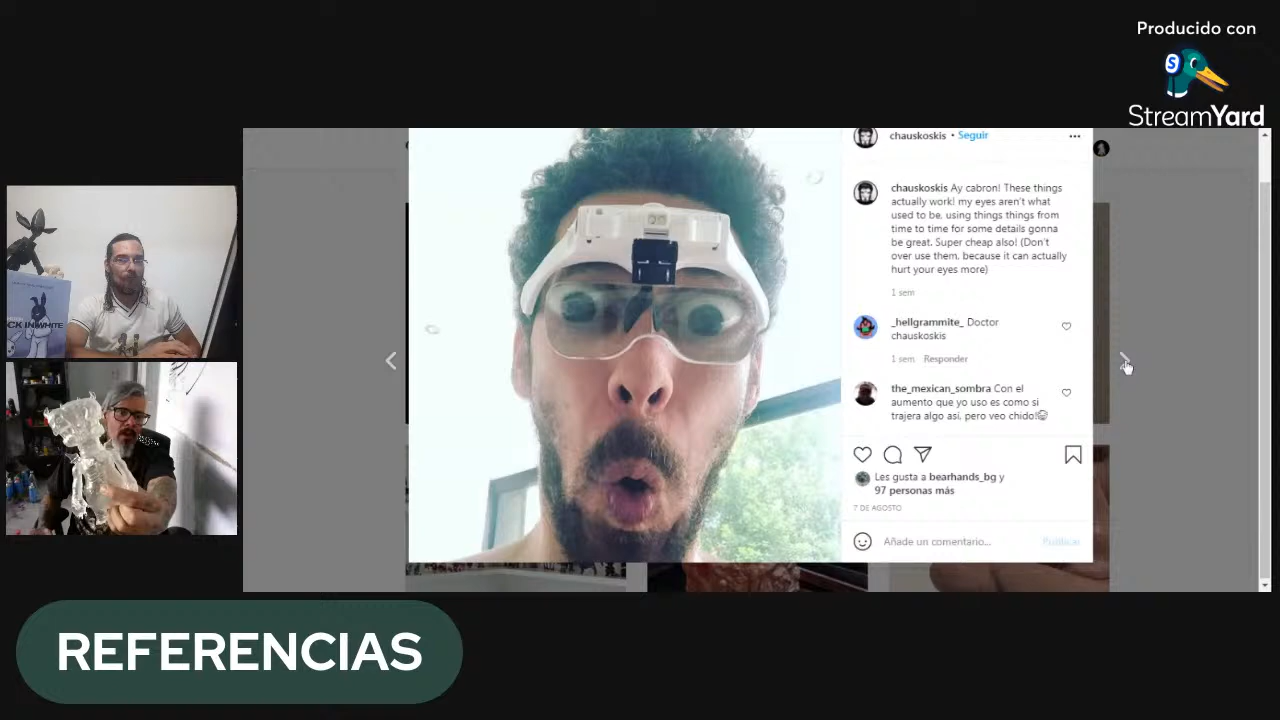 Producido con
StreamYard
chauskoskis • Seguir
chauskoskis Ay cabron! These things
actually work! my eyes aren't what
used to be, using things things from
time to time for some details gonna
be great. Super cheap also! (Don't
over use them, because it can actually
hurt your eyes more)
1 sem
_hellgrammite_ Doctor
chauskoskis
1 sem Responder
the_mexican_sombra Con el
aumento que yo uso es como si
trajera algo asi, pero veo chido!
Les gusta a bearhands_bg y
97 personas más
7 DE AGOSTO
Añade un comentario...
Publicar
CK IN WHITE
REFERENCIAS